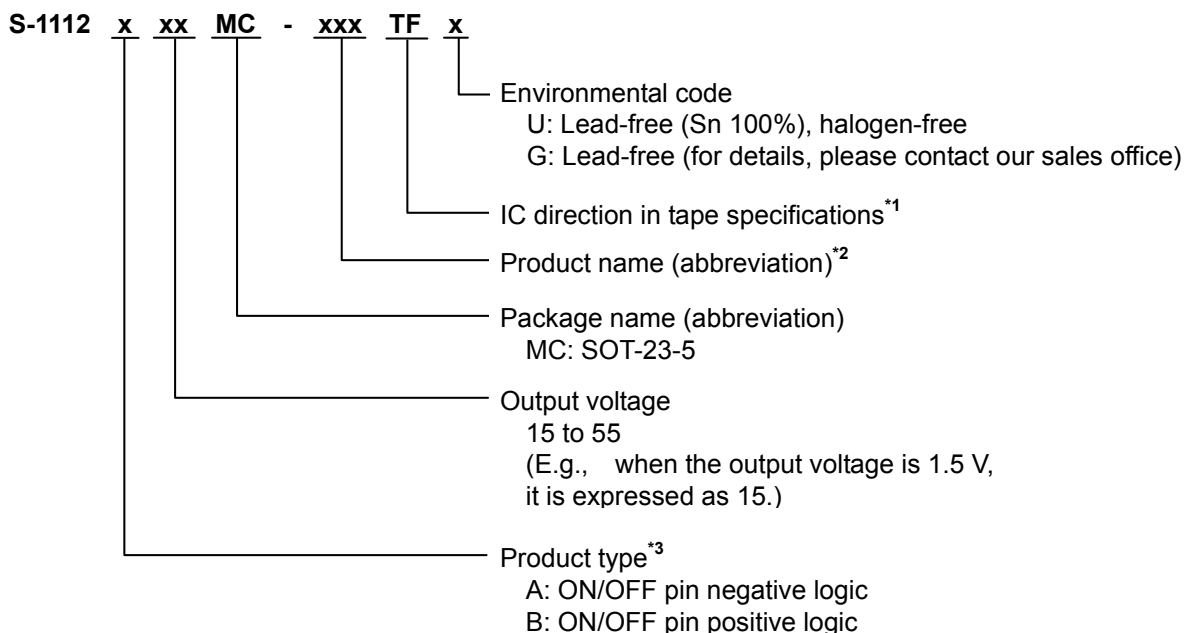 S-1112 x xx MC - xxx TF x
Environmental code
U: Lead-free (Sn 100%), halogen-free
G: Lead-free (for details, please contact our sales office)
IC direction in tape specifications*1
Product name (abbreviation)*2
Package name (abbreviation)
MC: SOT-23-5
Output voltage
15 to 55
(E.g., when the output voltage is 1.5 V,
it is expressed as 15.)
Product type*3
A: ON/OFF pin negative logic
B: ON/OFF pin positive logic